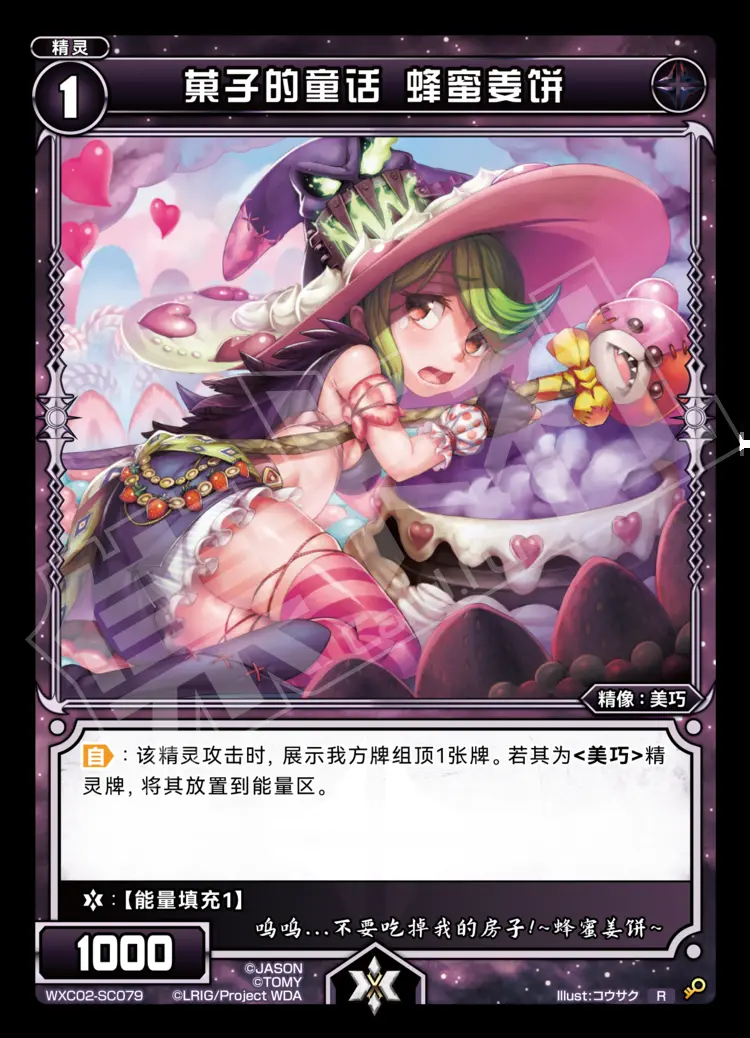 精灵
1
菓子的童话 蜂蜜姜饼
精像：美巧
自：该精灵攻击时，展示我方牌组顶1张牌。若其为<美巧>精
灵牌，将其放置到能量区。
：【能量填充1】
呜呜...不要吃掉我的房子!~蜂蜜姜饼~
1000
©JASON
©TOMY
WXC02-SC079 ©LRIG/Project WDA
Illust:コウサク R